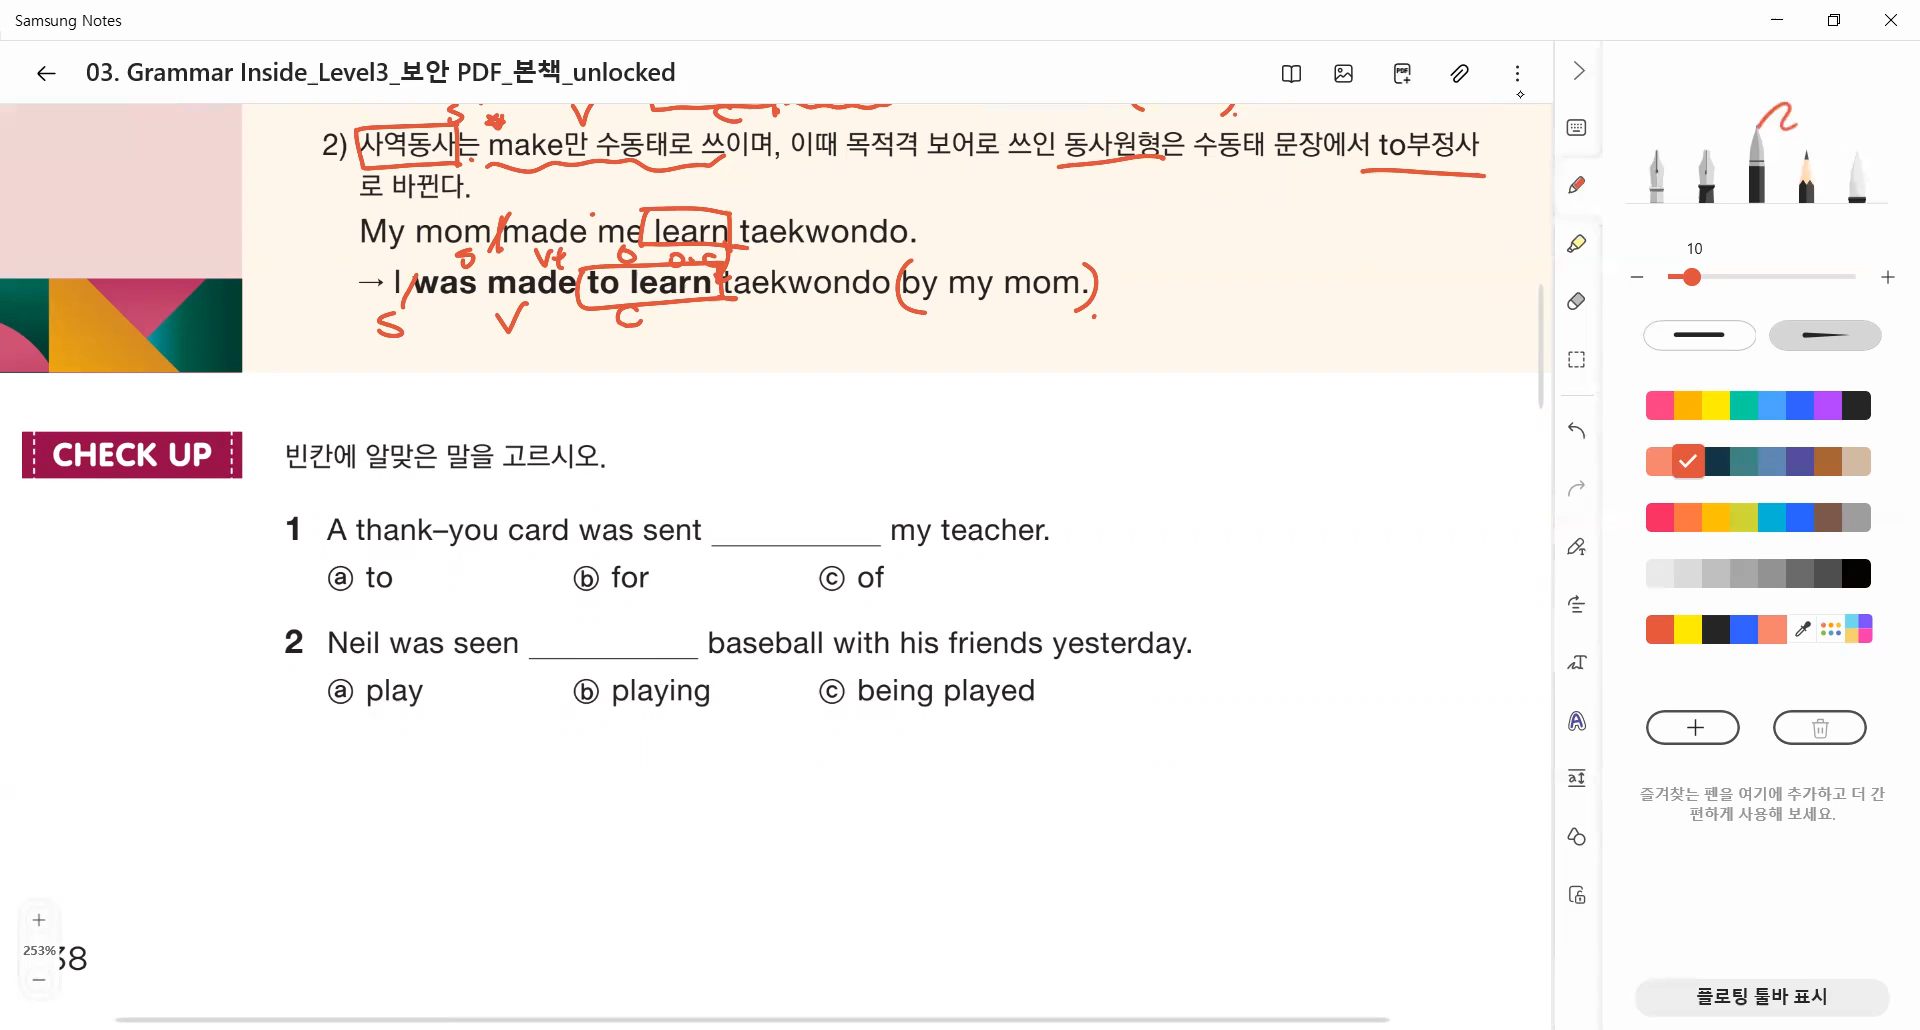 Samsung Notes
03. Grammar Inside_Level3_보안 PDF_본책_unlocked
S V C
2) 사역동사는 make만 수동태로 쓰이며, 이때 목적격 보어로 쓰인 동사원형은 수동태 문장에서 to부정사
로 바뀐다.
My mom made me learn taekwondo.
S Vt O O.C
→ I was made to learn taekwondo (by my mom.)
S V C
CHECK UP
빈칸에 알맞은 말을 고르시오.
1 A thank–you card was sent __________ my teacher.
ⓐ to ⓑ for ⓒ of
2 Neil was seen __________ baseball with his friends yesterday.
ⓐ play ⓑ playing ⓒ being played
253%
38
PDF
10
즐겨찾는 펜을 여기에 추가하고 더 간
편하게 사용해 보세요.
플로팅 툴바 표시